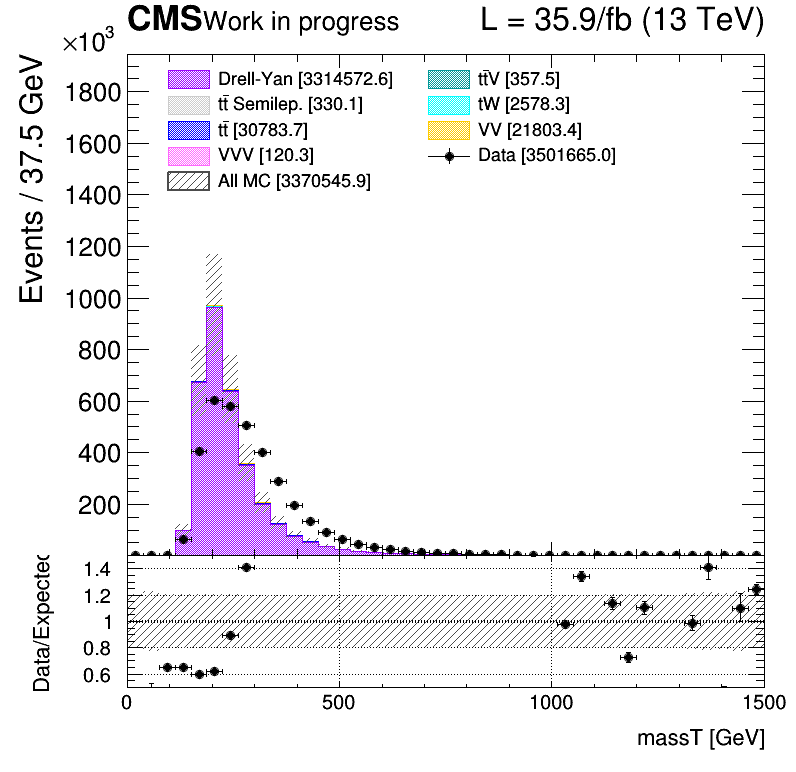 CMS Work in progress L = 35.9/fb (13 TeV)
×10³
Events / 37.5 GeV
1800
1600
1400
1200
1000
800
600
400
200
Drell-Yan [3314572.6]
tt̄ Semilep. [330.1]
tt̄ [30783.7]
VVV [120.3]
All MC [3370545.9]
tt̄V [357.5]
tW [2578.3]
VV [21803.4]
Data [3501665.0]
Data/Expected
1.4
1.2
1
0.8
0.6
0 500 1000 1500
massT [GeV]